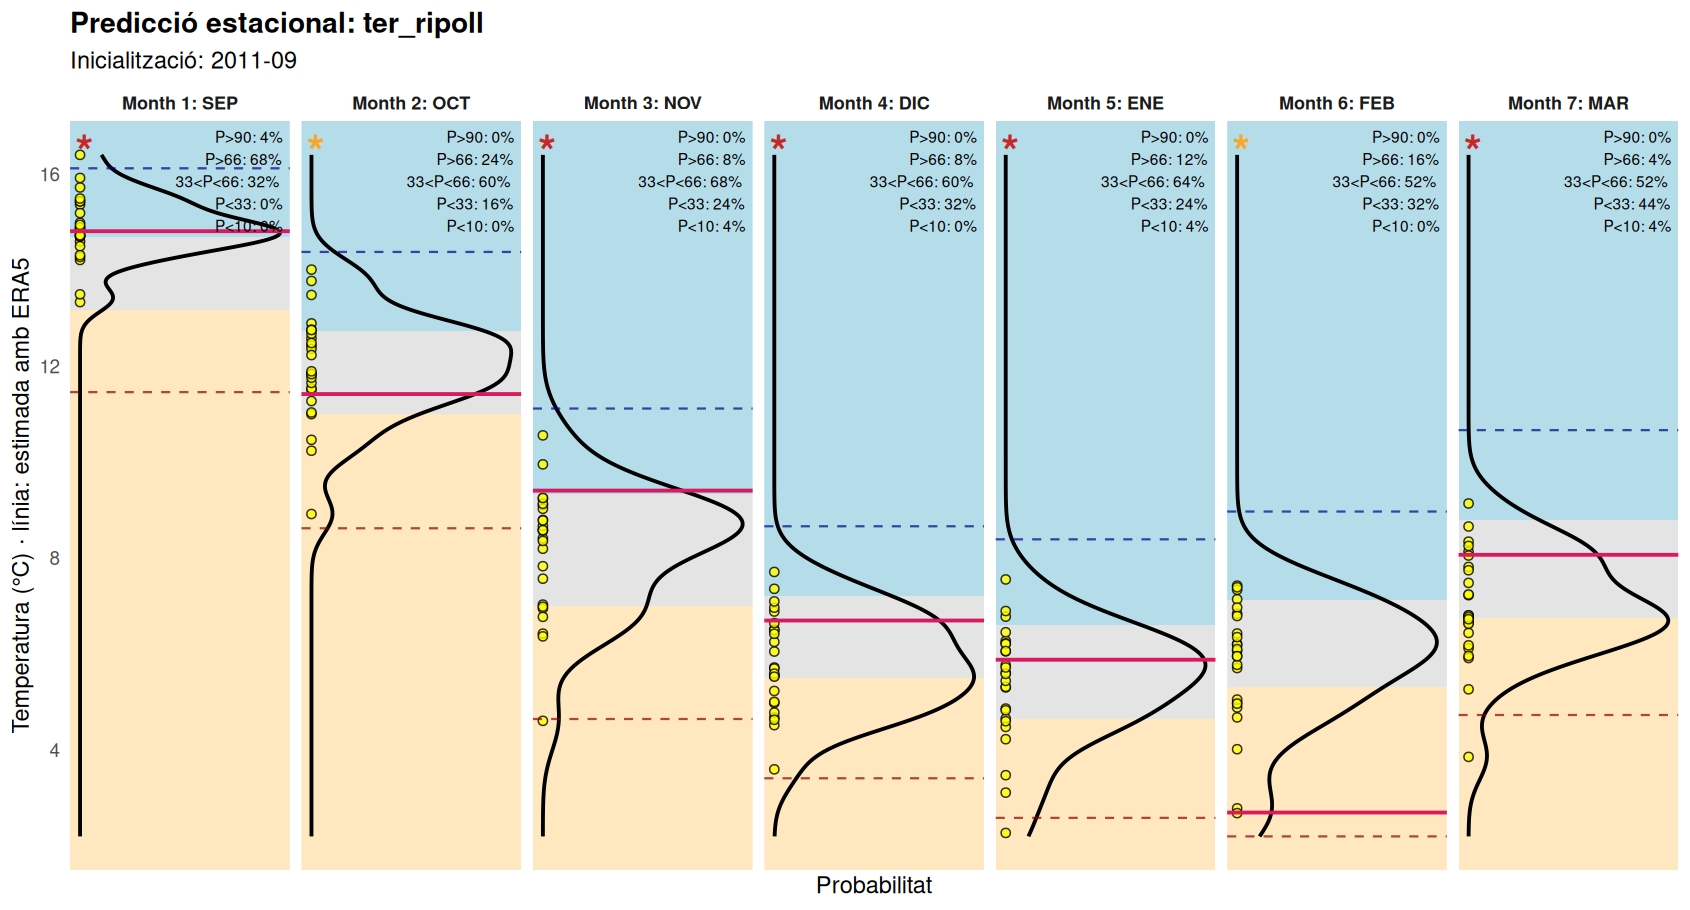 Predicció estacional: ter_ripoll
Inicialització: 2011-09
Month 1: SEP
Month 2: OCT
Month 3: NOV
Month 4: DIC
Month 5: ENE
Month 6: FEB
Month 7: MAR
*
P>90: 4%
P>66: 68%
33<P<66: 32%
P<33: 0%
P<10: 0%
*
P>90: 0%
P>66: 24%
33<P<66: 60%
P<33: 16%
P<10: 0%
*
P>90: 0%
P>66: 8%
33<P<66: 68%
P<33: 24%
P<10: 4%
*
P>90: 0%
P>66: 8%
33<P<66: 60%
P<33: 32%
P<10: 0%
*
P>90: 0%
P>66: 12%
33<P<66: 64%
P<33: 24%
P<10: 4%
*
P>90: 0%
P>66: 16%
33<P<66: 52%
P<33: 32%
P<10: 0%
*
P>90: 0%
P>66: 4%
33<P<66: 52%
P<33: 44%
P<10: 4%
16
12
8
4
Temperatura (°C) · línia: estimada amb ERA5
Probabilitat